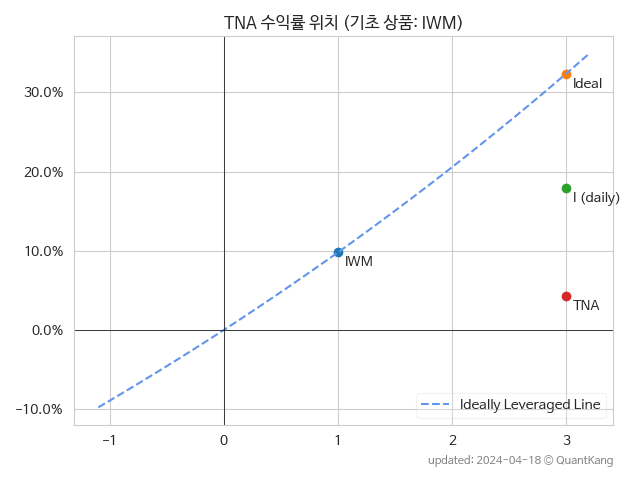 TNA 수익률 위치 (기초 상품: IWM)
30.0%
20.0%
10.0%
0.0%
−10.0%
Ideal
I (daily)
IWM
TNA
Ideally Leveraged Line
−1
0
1
2
3
updated: 2024-04-18 © QuantKang